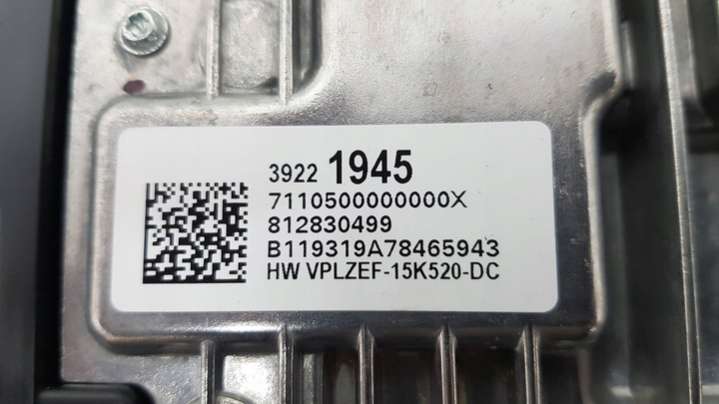 3922 1945
7110500000000X
812830499
B119319A78465943
HW VPLZEF-15K520-DC